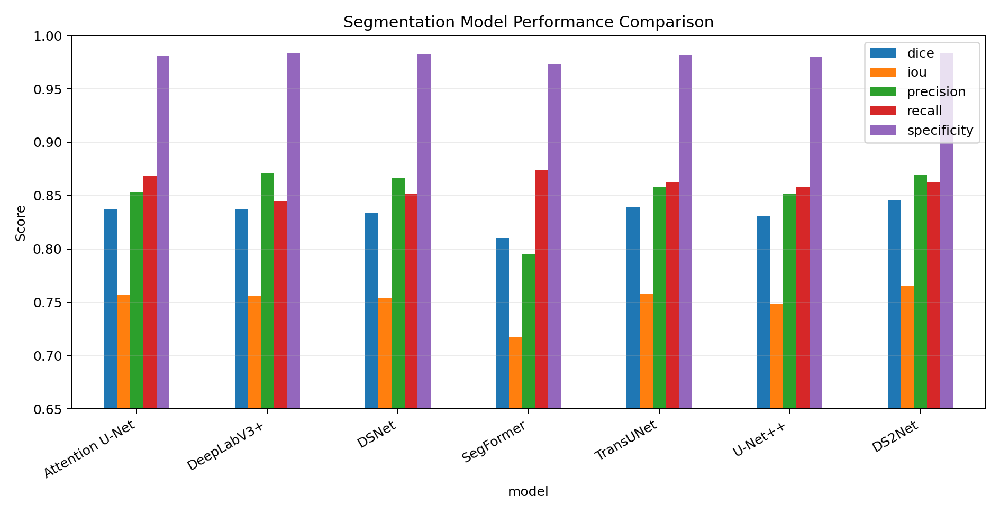 Segmentation Model Performance Comparison
1.00
0.95
0.90
0.85
0.80
0.75
0.70
0.65
Score
dice
iou
precision
recall
specificity
Attention U-Net
DeepLabV3+
DSNet
SegFormer
TransUNet
U-Net++
DS2Net
model